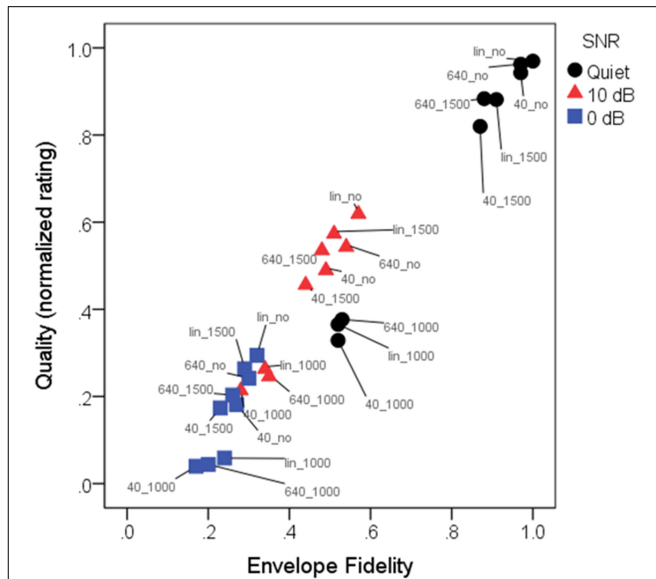 SNR
Quiet
10 dB
0 dB
1.0
.8
.6
.4
.2
.0
Quality (normalized rating)
lin_no
640_no
40_no
640_1500
lin_1500
40_1500
lin_no
lin_1500
640_1500
640_no
40_no
40_1500
640_1000
lin_1000
40_1000
lin_1500
lin_no
640_no
lin_1000
640_1500
640_1000
40_1000
40_1500
40_no
lin_1000
40_1000
640_1000
.0
.2
.4
.6
.8
1.0
Envelope Fidelity